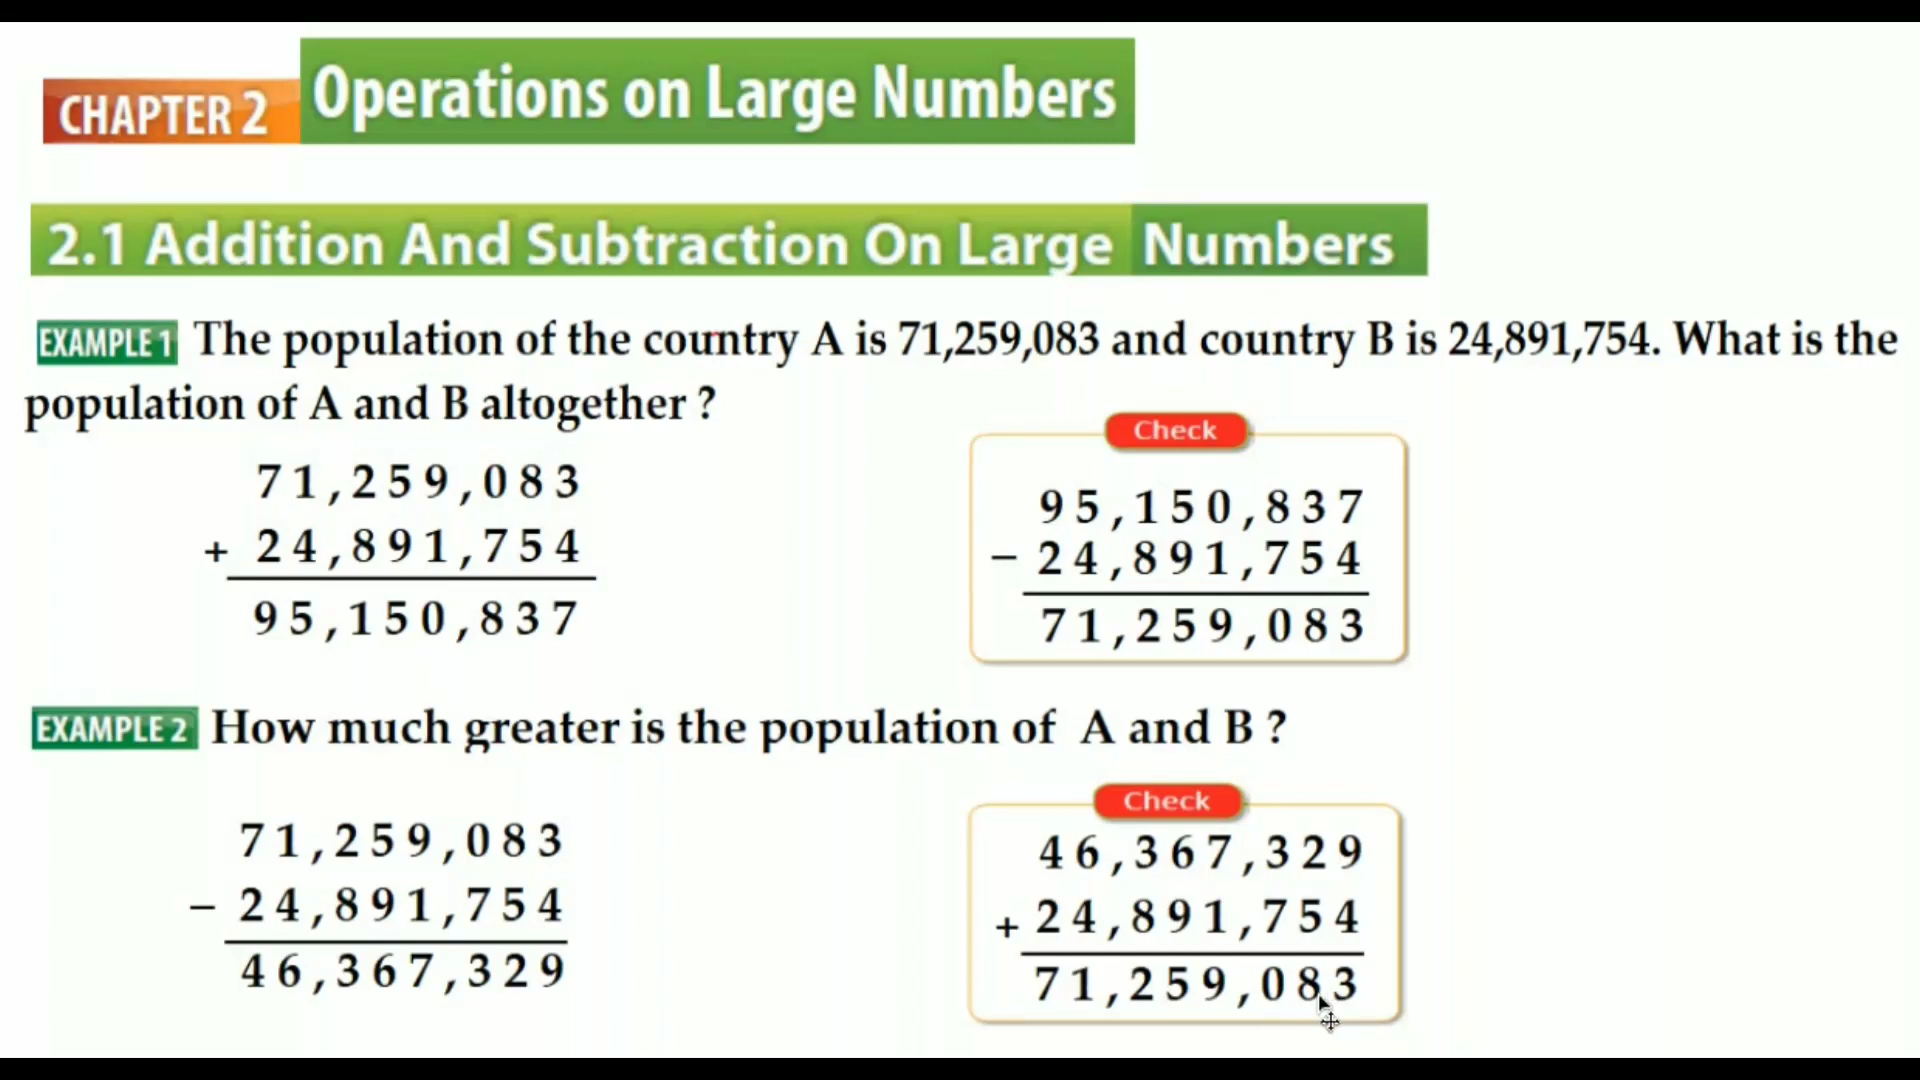 CHAPTER 2 Operations on Large Numbers
2.1 Addition And Subtraction On Large Numbers
EXAMPLE 1 The population of the country A is 71,259,083 and country B is 24,891,754. What is the
population of A and B altogether ?
71,259,083
+ 24,891,754
95,150,837
Check
95,150,837
− 24,891,754
71,259,083
EXAMPLE 2 How much greater is the population of A and B ?
71,259,083
− 24,891,754
46,367,329
Check
46,367,329
+ 24,891,754
71,259,083